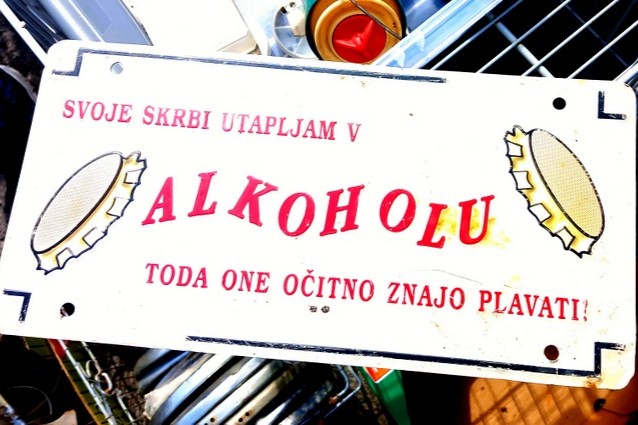 SVOJE SKRBI UTAPLJAM V
ALKOHOLU
TODA ONE OČITNO ZNAJO PLAVATI!